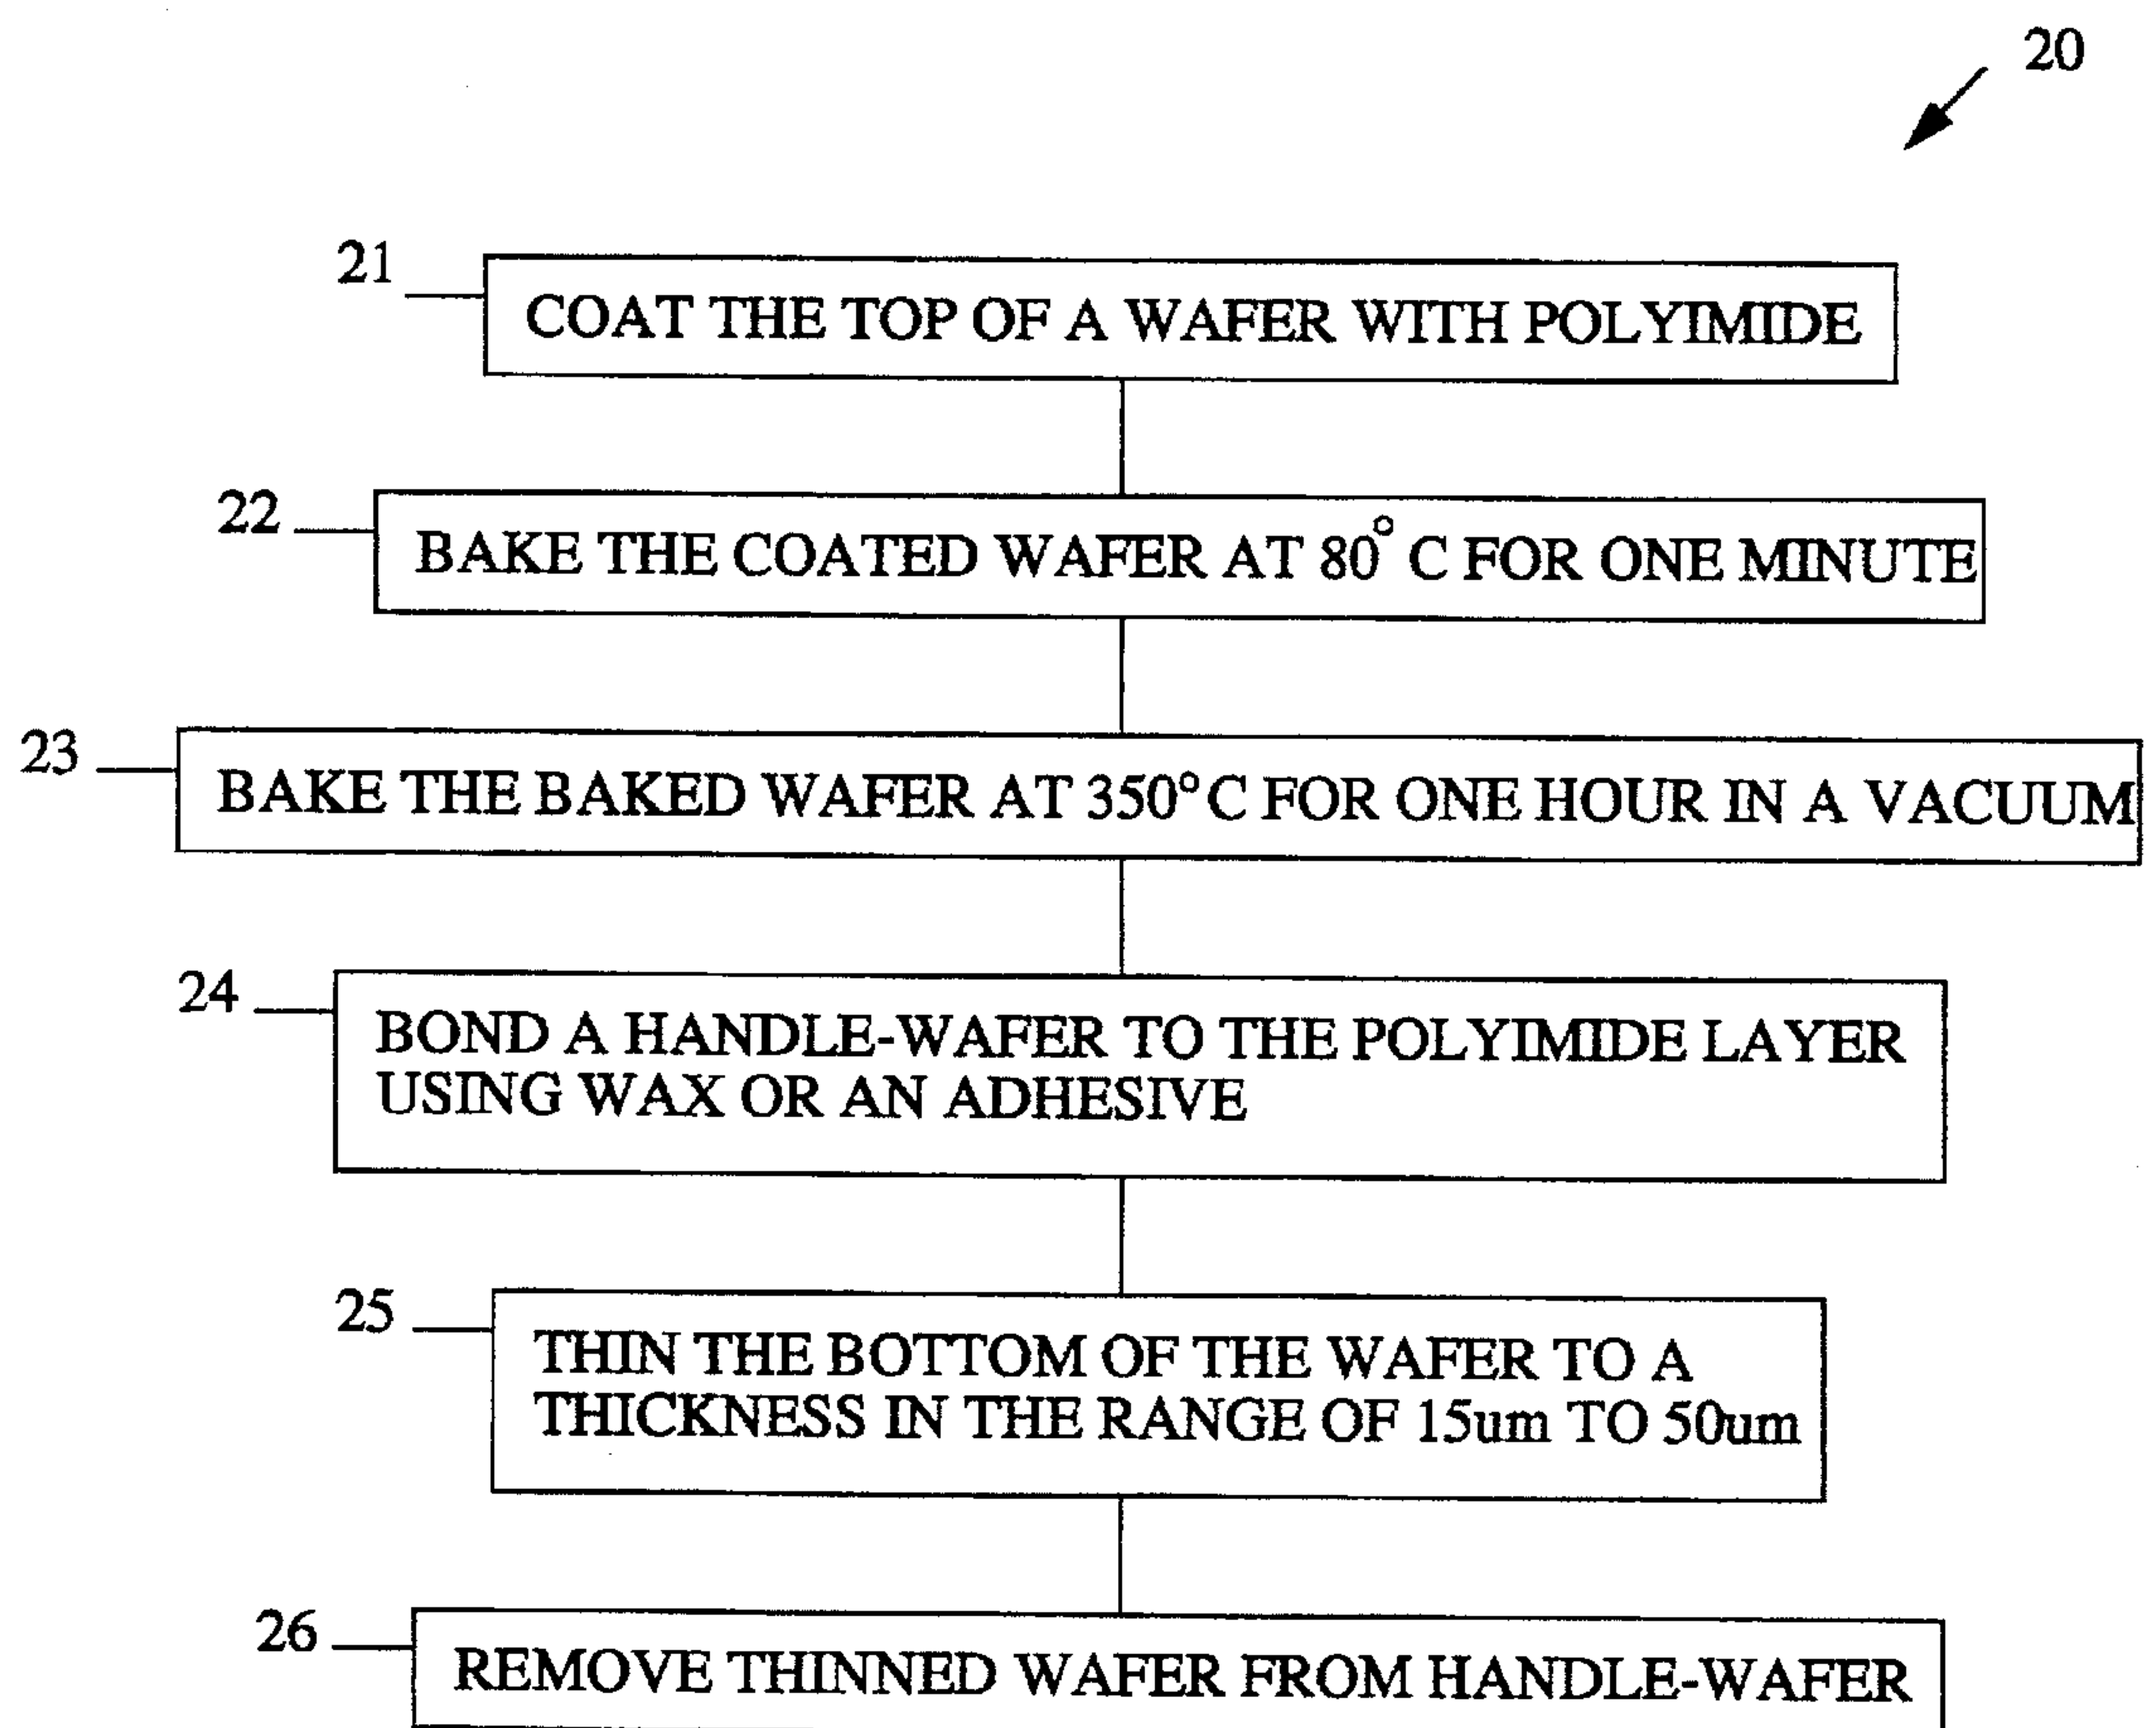 20
21
COAT THE TOP OF A WAFER WITH POLYIMIDE
22
BAKE THE COATED WAFER AT 80° C FOR ONE MINUTE
23
BAKE THE BAKED WAFER AT 350°C FOR ONE HOUR IN A VACUUM
24
BOND A HANDLE-WAFER TO THE POLYIMIDE LAYER
USING WAX OR AN ADHESIVE
25
THIN THE BOTTOM OF THE WAFER TO A
THICKNESS IN THE RANGE OF 15um TO 50um
26
REMOVE THINNED WAFER FROM HANDLE-WAFER